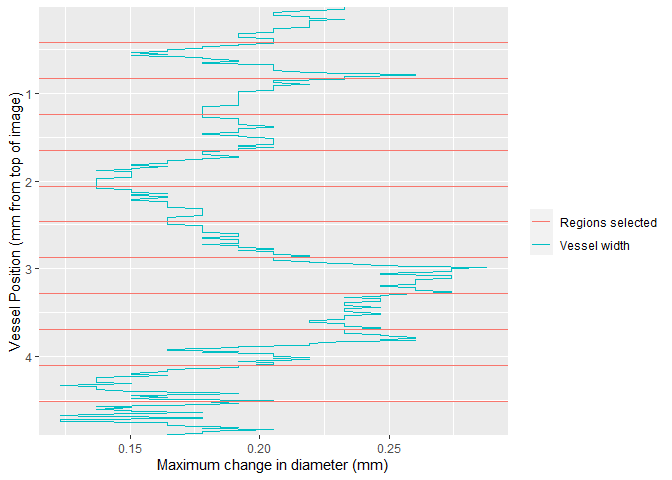 1
2
3
4
Vessel Position (mm from top of image)
0.15
0.20
0.25
Maximum change in diameter (mm)
Regions selected
Vessel width